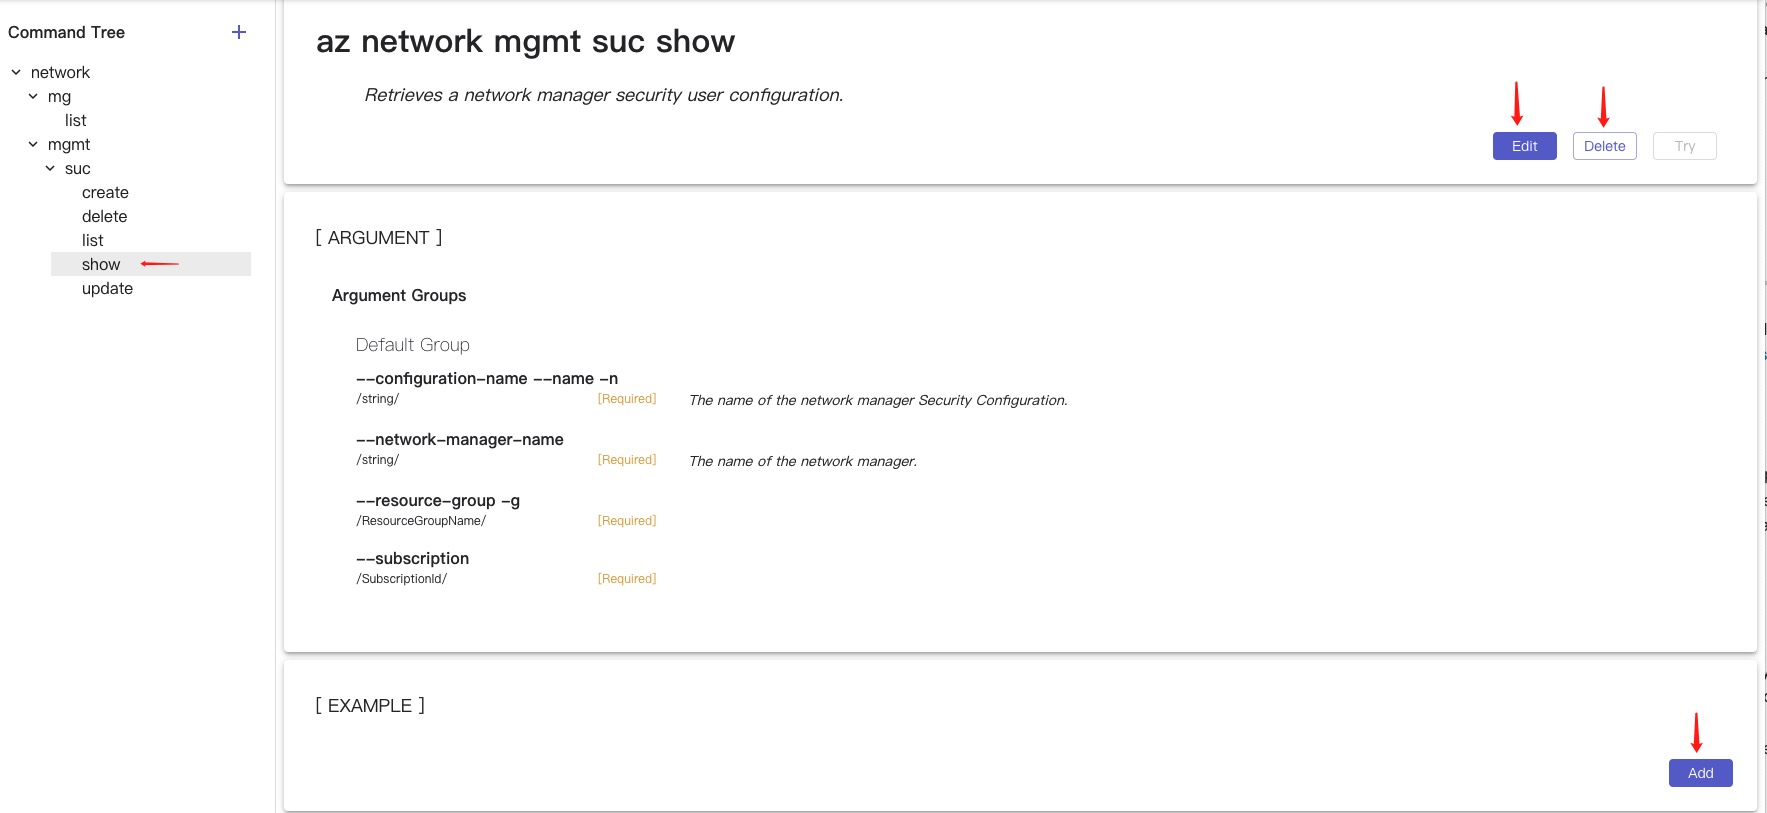 Command Tree
network
mg
list
mgmt
suc
create
delete
list
show
update
az network mgmt suc show
Retrieves a network manager security user configuration.
Edit
Delete
Try
[ ARGUMENT ]
Argument Groups
Default Group
--configuration-name --name -n
/string/ [Required] The name of the network manager Security Configuration.
--network-manager-name
/string/ [Required] The name of the network manager.
--resource-group -g
/ResourceGroupName/ [Required]
--subscription
/SubscriptionId/ [Required]
[ EXAMPLE ]
Add